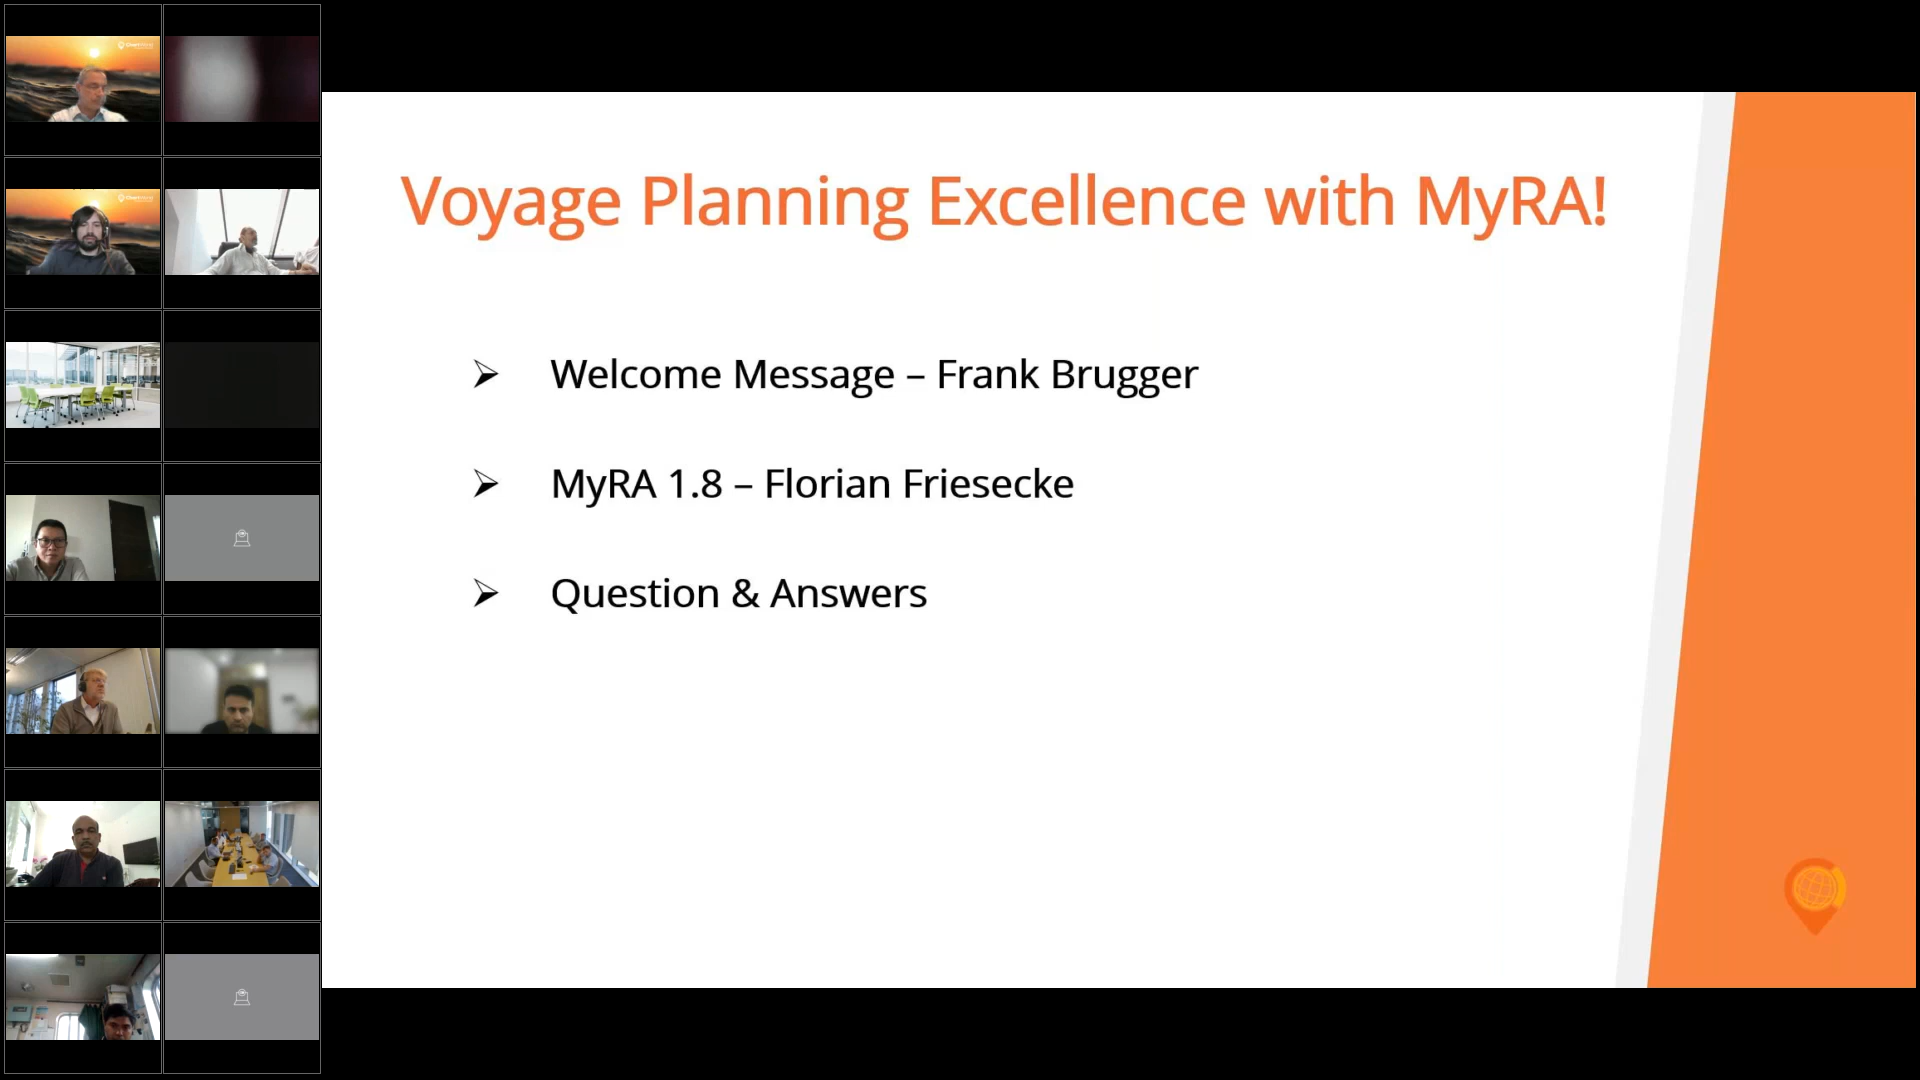 Voyage Planning Excellence with MyRA!
Welcome Message – Frank Brugger
MyRA 1.8 – Florian Friesecke
Question & Answers